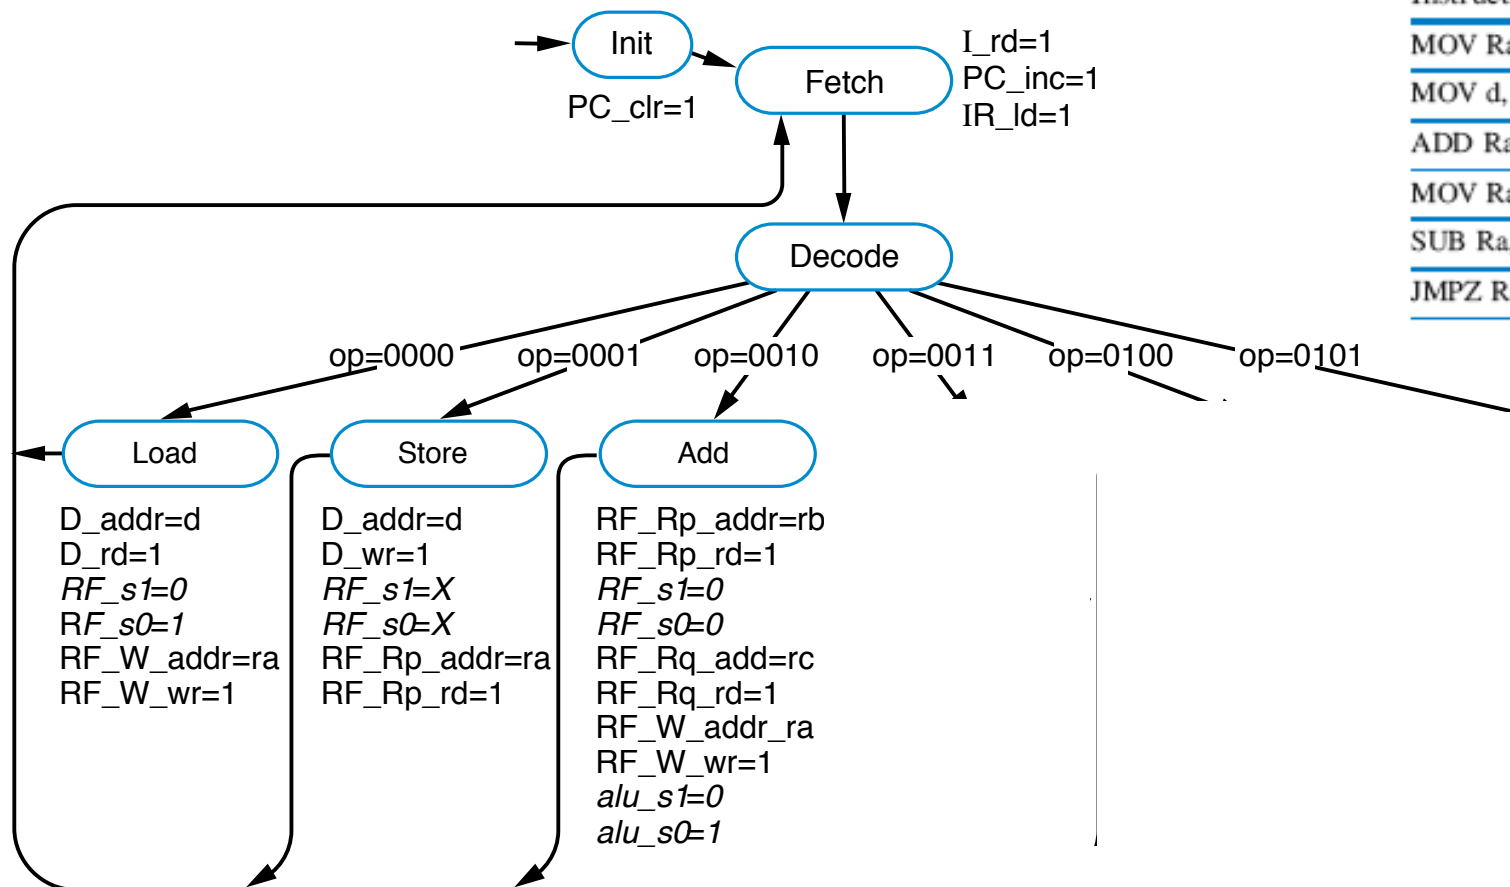 Init
PC_clr=1
Fetch
I_rd=1
PC_inc=1
IR_ld=1
MOV
MOV d,
ADD
MOV
SUB
JMPZ
Decode
op=0000 op=0001 op=0010 op=0011 op=0100 op=0101
Load
D_addr=d
D_rd=1
RF_s1=0
RF_s0=1
RF_W_addr=ra
RF_W_wr=1
Store
D_addr=d
D_wr=1
RF_s1=X
RF_s0=X
RF_Rp_addr=ra
RF_Rp_rd=1
Add
RF_Rp_addr=rb
RF_Rp_rd=1
RF_s1=0
RF_s0=0
RF_Rq_add=rc
RF_Rq_rd=1
RF_W_addr_ra
RF_W_wr=1
alu_s1=0
alu_s0=1